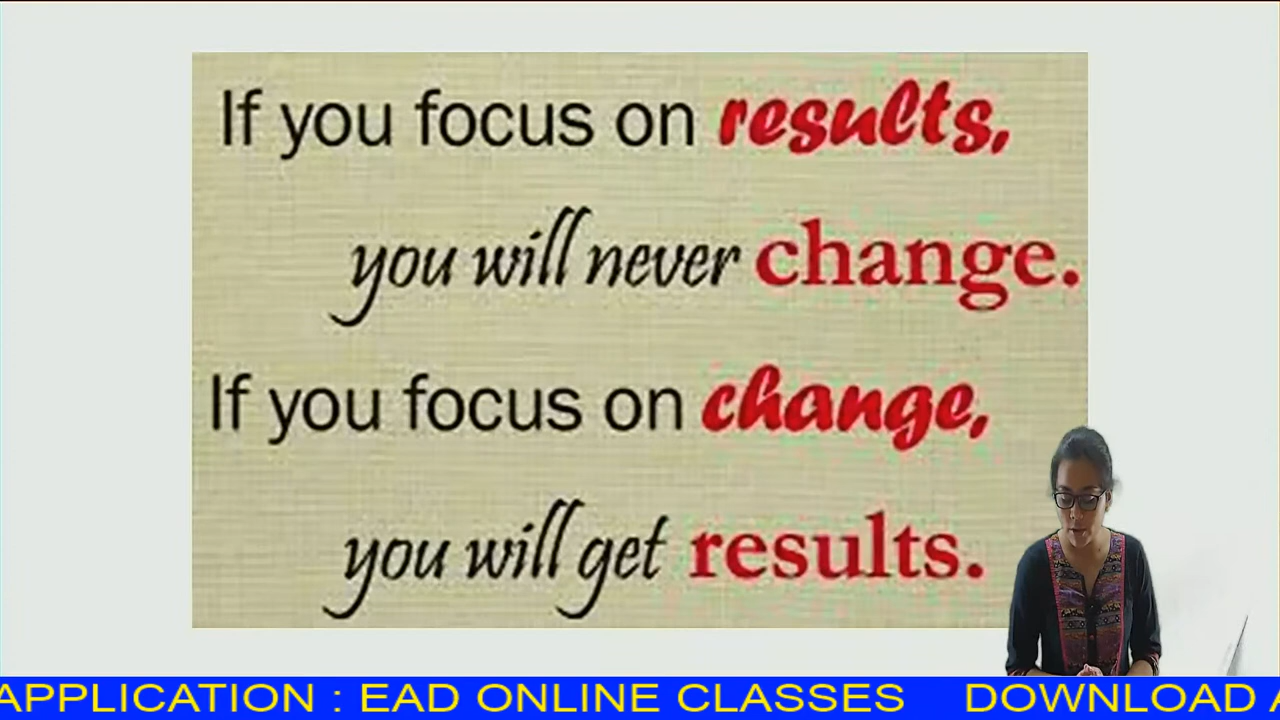 If you focus on results,
you will never change.
If you focus on change,
you will get results.
APPLICATION : EAD ONLINE CLASSES DOWNLOAD